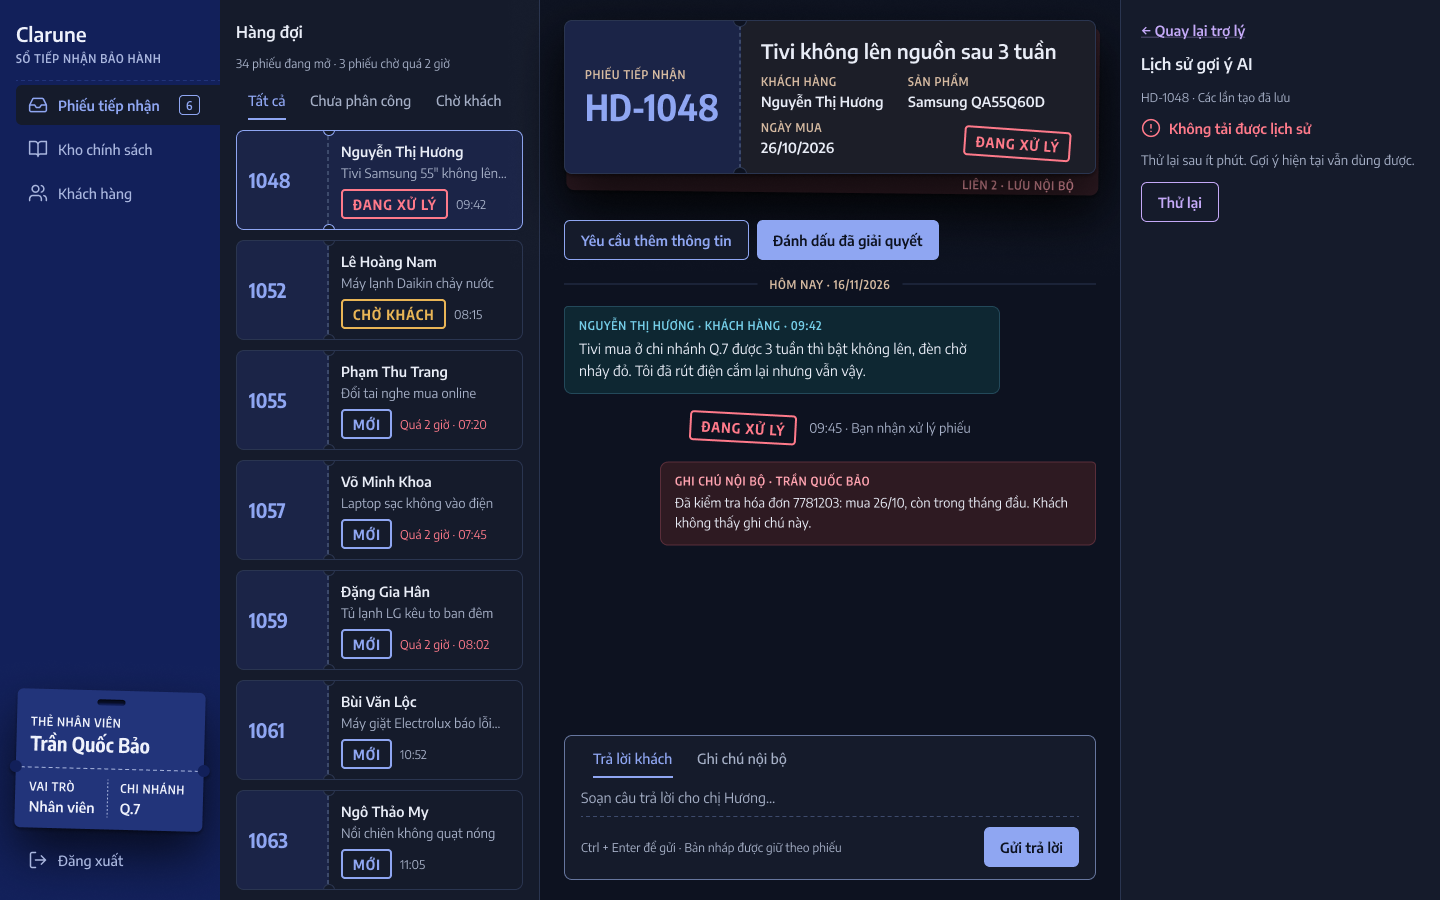 Clarune
SỔ TIẾP NHẬN BẢO HÀNH
Phiếu tiếp nhận
6
Kho chính sách
Khách hàng
THẺ NHÂN VIÊN
Trần Quốc Bảo
VAI TRÒ
Nhân viên
CHI NHÁNH
Q.7
Đăng xuất
Hàng đợi
34 phiếu đang mở · 3 phiếu chờ quá 2 giờ
Tất cả
Chưa phân công
Chờ khách
1048
Nguyễn Thị Hương
Tivi Samsung 55" không lên...
ĐANG XỬ LÝ
09:42
1052
Lê Hoàng Nam
Máy lạnh Daikin chảy nước
CHỜ KHÁCH
08:15
1055
Phạm Thu Trang
Đổi tai nghe mua online
MỚI
Quá 2 giờ · 07:20
1057
Võ Minh Khoa
Laptop sạc không vào điện
MỚI
Quá 2 giờ · 07:45
1059
Đặng Gia Hân
Tủ lạnh LG kêu to ban đêm
MỚI
Quá 2 giờ · 08:02
1061
Bùi Văn Lộc
Máy giặt Electrolux báo lỗi...
MỚI
10:52
1063
Ngô Thảo My
Nồi chiên không quạt nóng
MỚI
11:05
PHIẾU TIẾP NHẬN
HD-1048
Tivi không lên nguồn sau 3 tuần
KHÁCH HÀNG
Nguyễn Thị Hương
SẢN PHẨM
Samsung QA55Q60D
NGÀY MUA
26/10/2026
ĐANG XỬ LÝ
LIÊN 2 · LƯU NỘI BỘ
Yêu cầu thêm thông tin
Đánh dấu đã giải quyết
HÔM NAY · 16/11/2026
NGUYỄN THỊ HƯƠNG · KHÁCH HÀNG · 09:42
Tivi mua ở chi nhánh Q.7 được 3 tuần thì bật không lên, đèn chờ
nháy đỏ. Tôi đã rút điện cắm lại nhưng vẫn vậy.
ĐANG XỬ LÝ
09:45 · Bạn nhận xử lý phiếu
GHI CHÚ NỘI BỘ · TRẦN QUỐC BẢO
Đã kiểm tra hóa đơn 7781203: mua 26/10, còn trong tháng đầu. Khách
không thấy ghi chú này.
Trả lời khách
Ghi chú nội bộ
Soạn câu trả lời cho chị Hương...
Ctrl + Enter để gửi · Bản nháp được giữ theo phiếu
Gửi trả lời
← Quay lại trợ lý
Lịch sử gợi ý AI
HD-1048 · Các lần tạo đã lưu
Không tải được lịch sử
Thử lại sau ít phút. Gợi ý hiện tại vẫn dùng được.
Thử lại